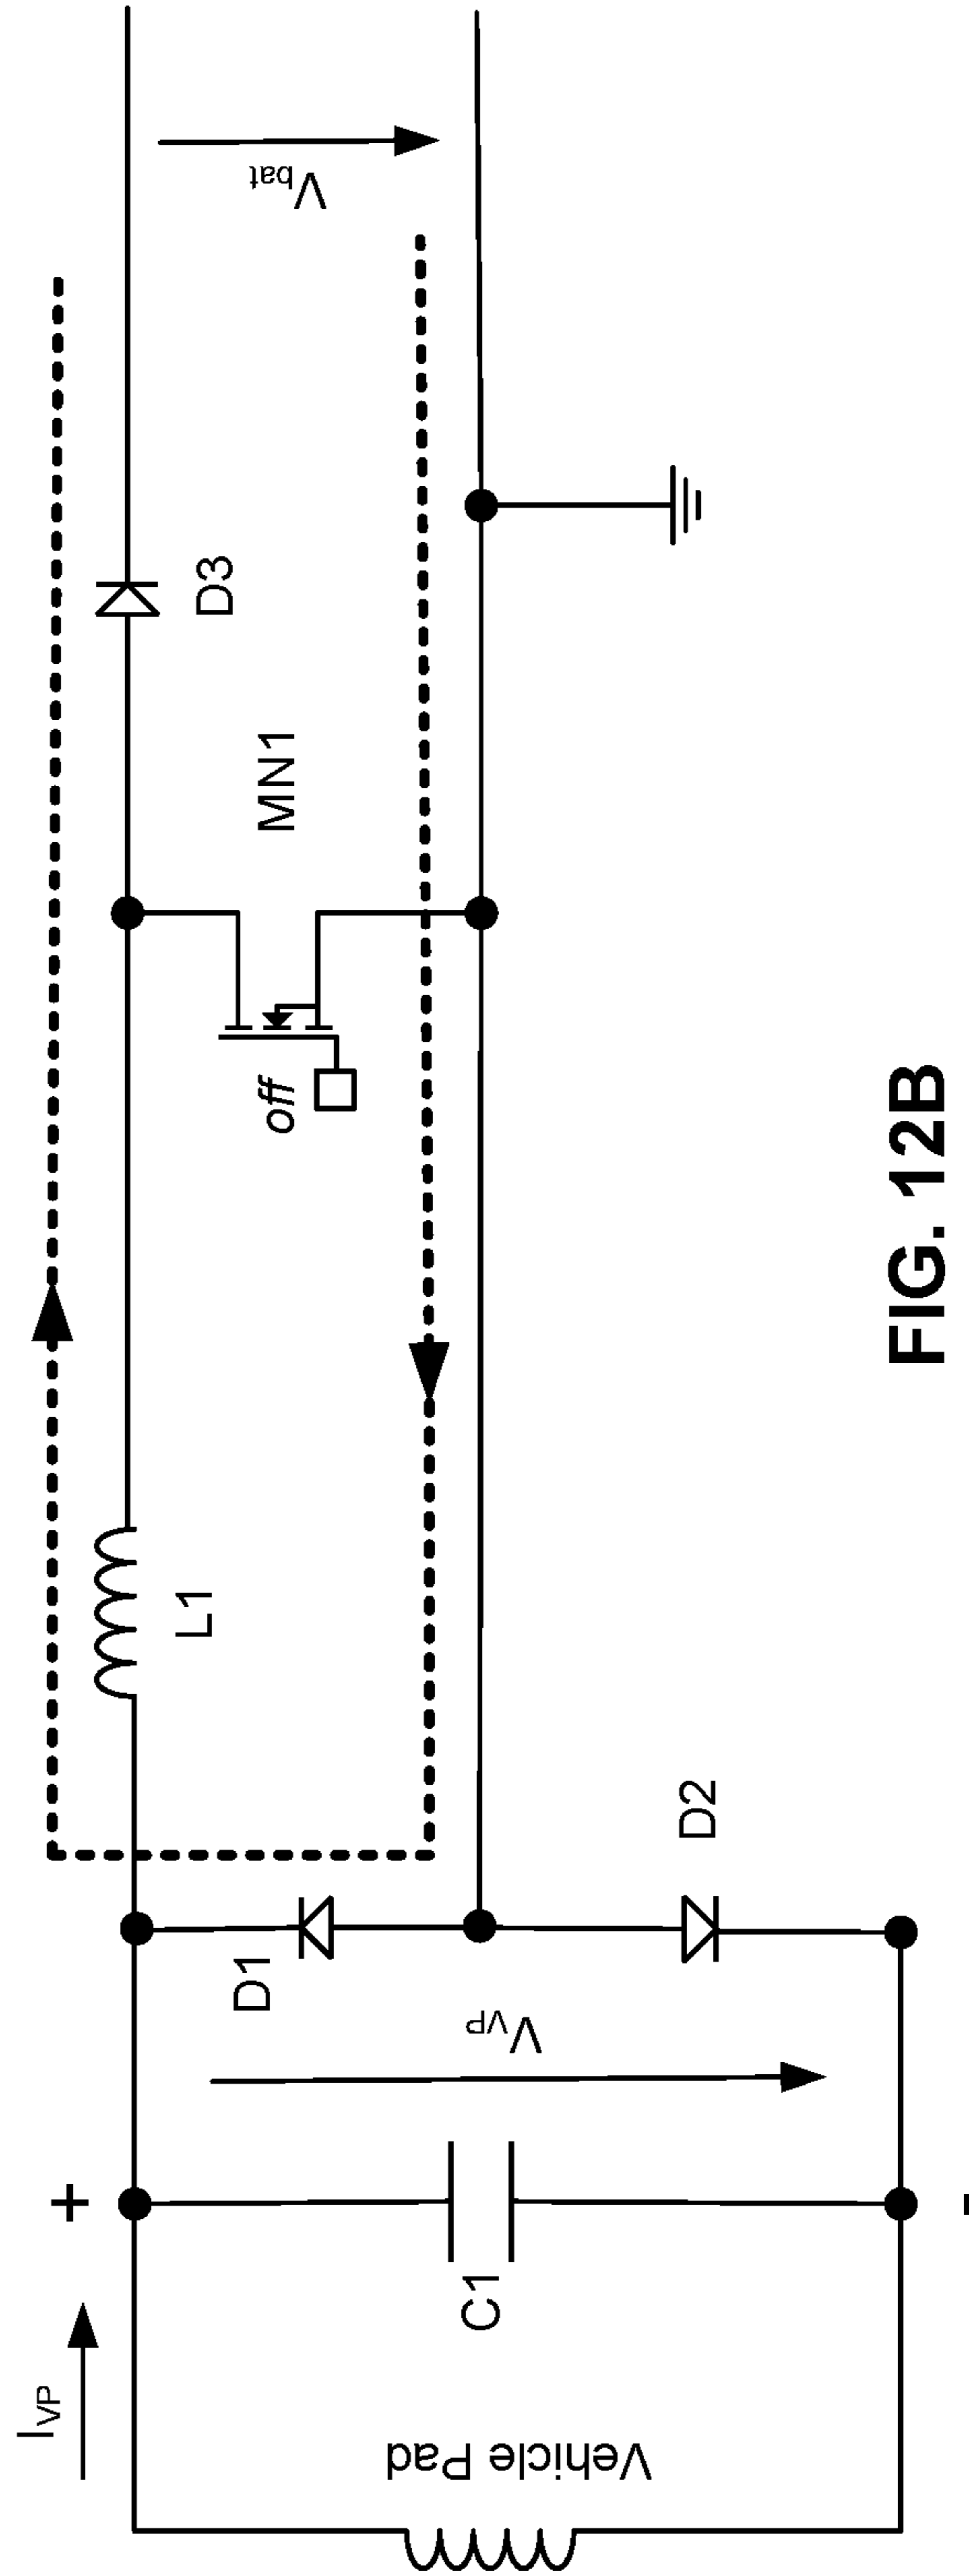 I_VP
+
-
Vehicle Pad
C1
V_VP
D1
D2
L1
off
MN1
D3
V_bat
FIG. 12B